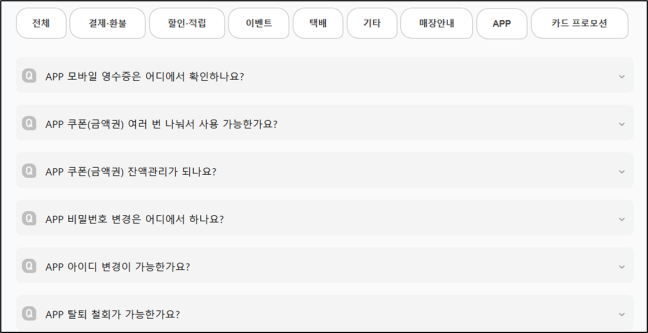 전체 결제·환불 할인·적립 이벤트 택배 기타 매장안내 APP 카드 프로모션
Q APP 모바일 영수증은 어디에서 확인하나요?
Q APP 쿠폰(금액권) 여러 번 나눠서 사용 가능한가요?
Q APP 쿠폰(금액권) 잔액관리가 되나요?
Q APP 비밀번호 변경은 어디에서 하나요?
Q APP 아이디 변경이 가능한가요?
Q APP 탈퇴 철회가 가능한가요?